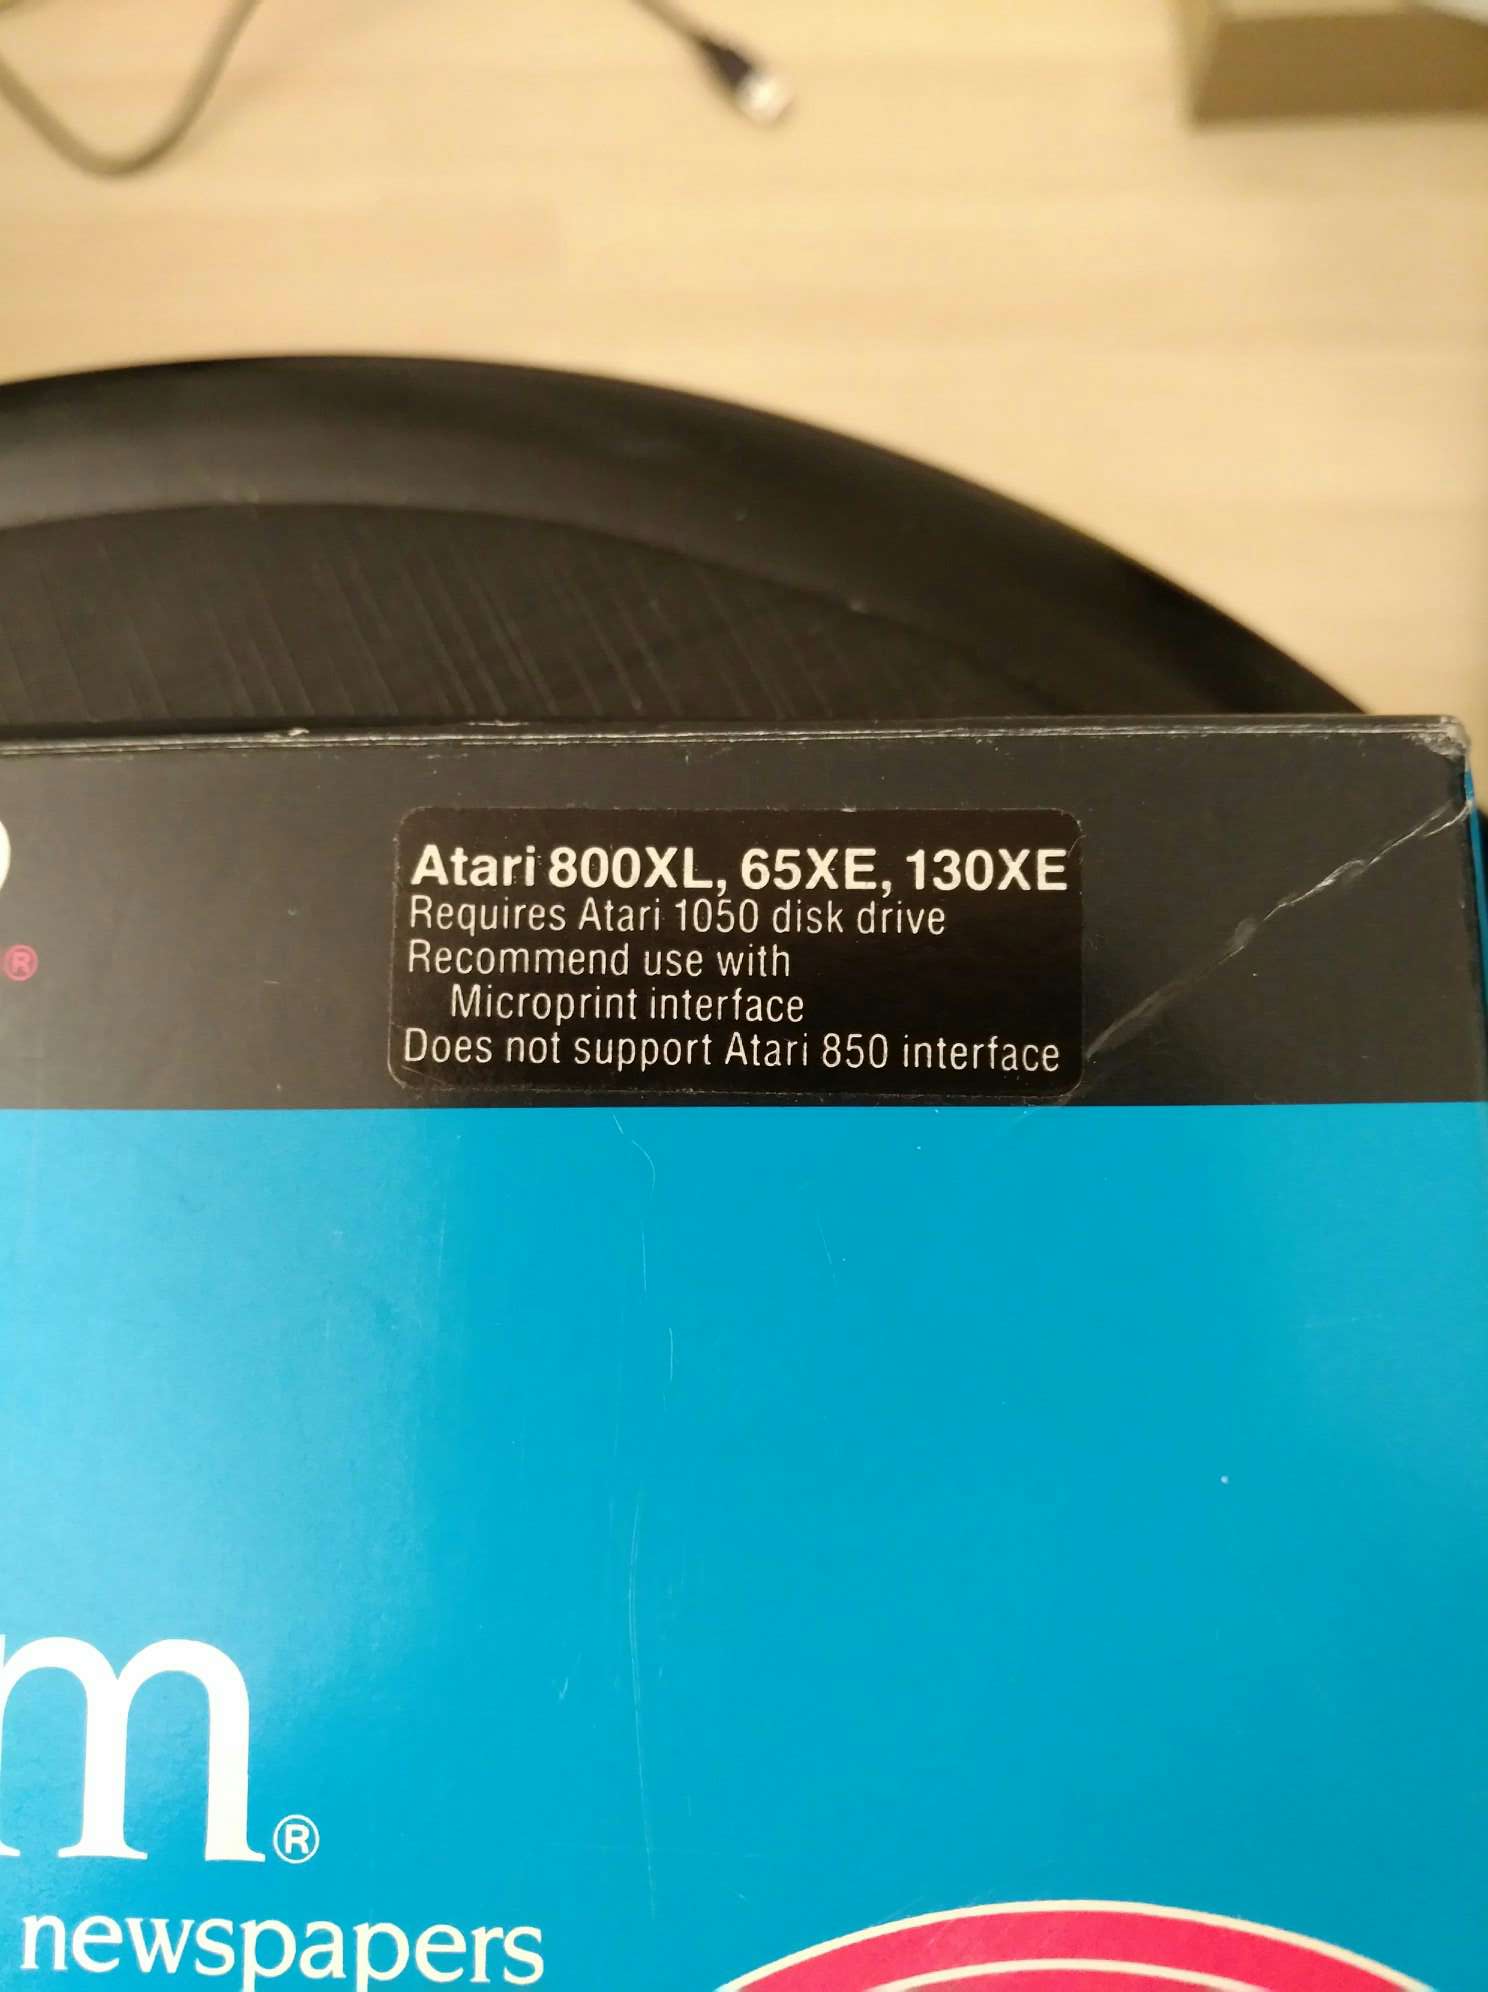 Atari 800XL, 65XE, 130XE
Requires Atari 1050 disk drive
Recommend use with
Microprint interface
Does not support Atari 850 interface
®
m®
newspapers